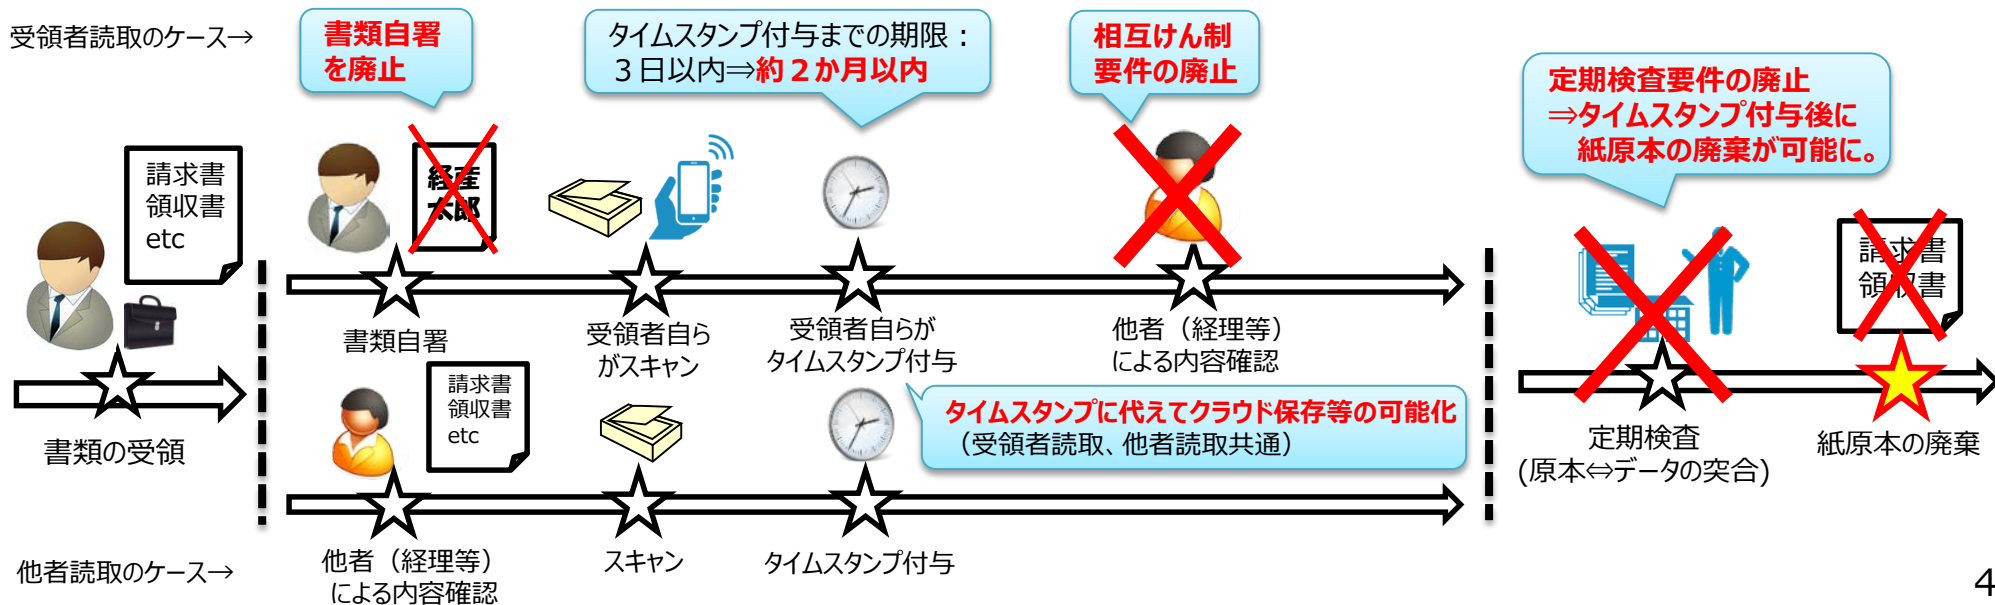 受領者読取のケース→
書類自署
を廃止
タイムスタンプ付与までの期限：
３日以内⇒約２か月以内
相互けん制
要件の廃止
定期検査要件の廃止
⇒タイムスタンプ付与後に
紙原本の廃棄が可能に。
請求書
領収書
etc
経産
太郎
請求書
領収書
書類自署
受領者自ら
がスキャン
受領者自らが
タイムスタンプ付与
他者（経理等）
による内容確認
書類の受領
請求書
領収書
etc
タイムスタンプに代えてクラウド保存等の可能化
（受領者読取、他者読取共通）
定期検査
(原本⇔データの突合)
紙原本の廃棄
他者読取のケース→
他者（経理等）
による内容確認
スキャン
タイムスタンプ付与
4